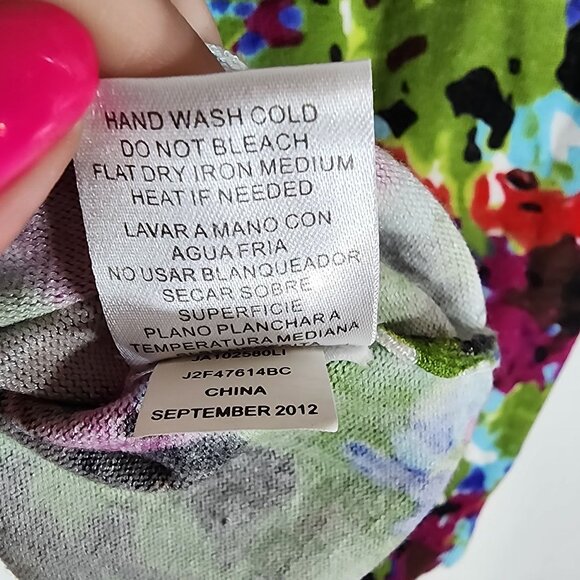 HAND WASH COLD
DO NOT BLEACH
FLAT DRY IRON MEDIUM
HEAT IF NEEDED
LAVAR A MANO CON
AGUA FRIA
NO USAR BLANQUEADOR
SECAR SOBRE
SUPERFICIE
PLANO PLANCHAR A
TEMPERATURA MEDIANA
J2F47614BC
CHINA
SEPTEMBER 2012